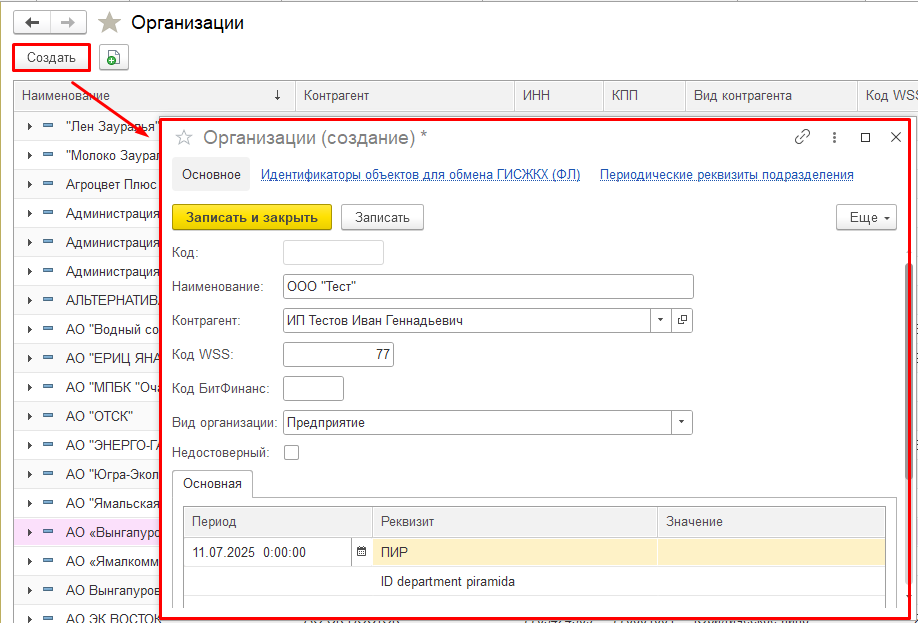 Организации
Создать
Наименование ↓ Контрагент ИНН КПП Вид контрагента Код WSS
"Лен Зауралья"
"Молоко Заурал
Агроцвет Плюс
Администрация
Администрация
Администрация
АЛЬТЕРНАТИВ
АО "Водный со
АО "ЕРИЦ ЯНА
АО "МПБК "Оча
АО "ОТСК"
АО "ЭНЕРГО-ГА
АО "Югра-Экол
АО "Ямальская
АО «Вынгапуро
АО «Ямалкомм
АО Вынгапуров
АО ЭК ВОСТОК
Организации (создание) *
Основное Идентификаторы объектов для обмена ГИСЖКХ (ФЛ) Периодические реквизиты подразделения
Записать и закрыть Записать Еще
Код:
Наименование: ООО "Тест"
Контрагент: ИП Тестов Иван Геннадьевич
Код WSS: 77
Код БитФинанс:
Вид организации: Предприятие
Недостоверный:
Основная
Период Реквизит Значение
11.07.2025 0:00:00 ПИР
ID department piramida